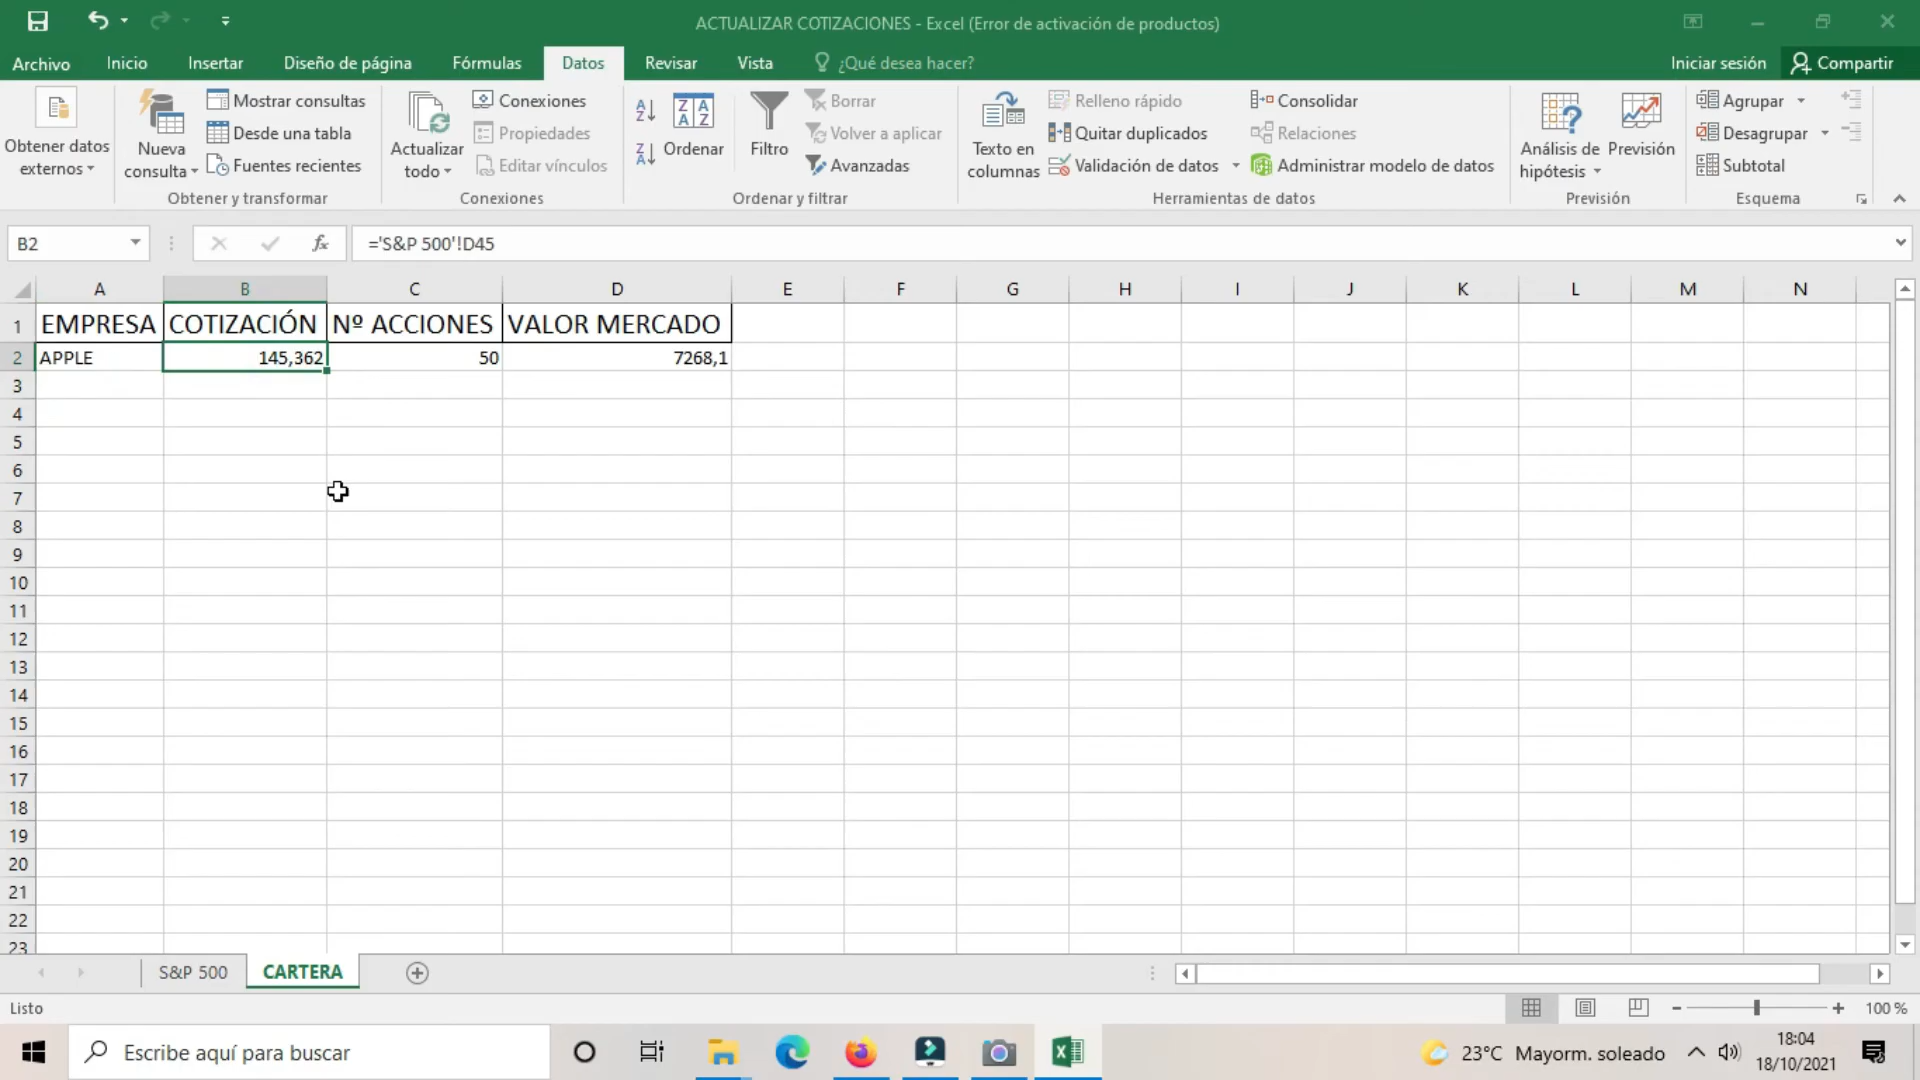 ACTUALIZAR COTIZACIONES - Excel (Error de activación de productos)
Archivo Inicio Insertar Diseño de página Fórmulas Datos Revisar Vista ¿Qué desea hacer? Iniciar sesión Compartir
Obtener datos externos
Nueva consulta
Mostrar consultas
Desde una tabla
Fuentes recientes
Obtener y transformar
Actualizar todo
Conexiones
Propiedades
Editar vínculos
Conexiones
Ordenar
Filtro
Borrar
Volver a aplicar
Avanzadas
Ordenar y filtrar
Texto en columnas
Relleno rápido
Quitar duplicados
Validación de datos
Consolidar
Relaciones
Administrar modelo de datos
Herramientas de datos
Análisis de hipótesis
Previsión
Previsión
Agrupar
Desagrupar
Subtotal
Esquema
B2 fx ='S&P 500'!D45
A B C D E F G H I J K L M N
1 EMPRESA COTIZACIÓN Nº ACCIONES VALOR MERCADO
2 APPLE 145,362 50 7268,1
3
4
5
6
7
8
9
10
11
12
13
14
15
16
17
18
19
20
21
22
23
S&P 500 CARTERA
Listo 100 %
Escribe aquí para buscar 23°C Mayorm. soleado 18:04
18/10/2021